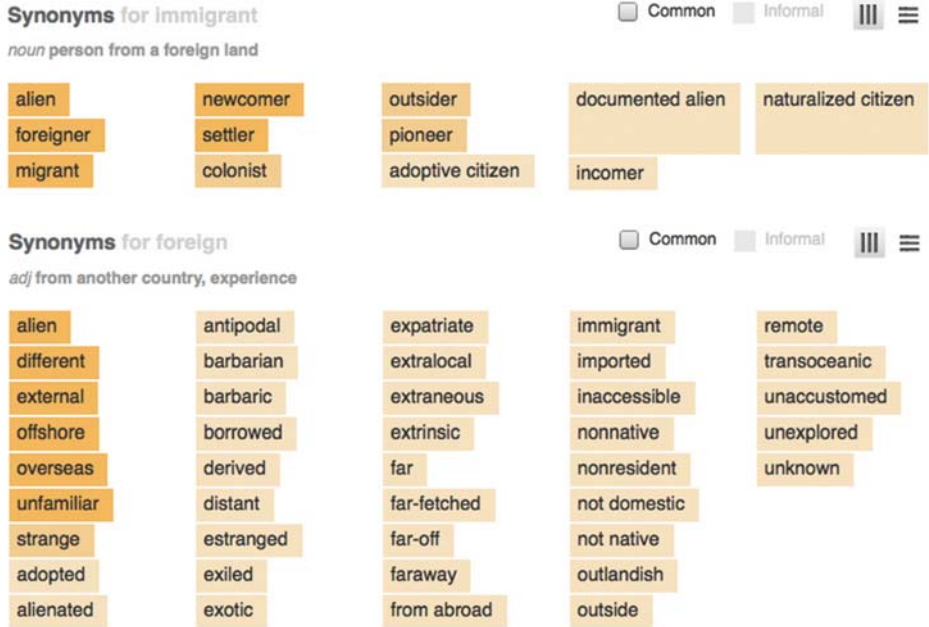 Synonyms for immigrant
Common
Informal
noun person from a foreign land
alien
foreigner
migrant
newcomer
settler
colonist
outsider
pioneer
adoptive citizen
documented alien
incomer
naturalized citizen
Synonyms for foreign
Common
Informal
adj from another country, experience
alien
different
external
offshore
overseas
unfamiliar
strange
adopted
alienated
antipodal
barbarian
barbaric
borrowed
derived
distant
estranged
exiled
exotic
expatriate
extralocal
extraneous
extrinsic
far
far-fetched
far-off
faraway
from abroad
immigrant
imported
inaccessible
nonnative
nonresident
not domestic
not native
outlandish
outside
remote
transoceanic
unaccustomed
unexplored
unknown